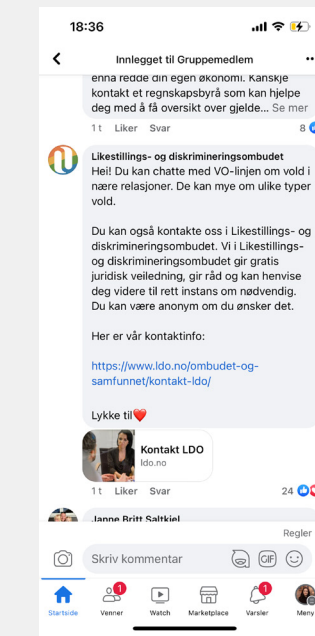 18:36
Innlegget til Gruppemedlem
enna redde din egen økonomi. Kanskje
kontakt et regnskapsbyrå som kan hjelpe
deg med å få oversikt over gjelde... Se mer
1 t Liker Svar 8
Likestillings- og diskrimineringsombudet
Hei! Du kan chatte med VO-linjen om vold i
nære relasjoner. De kan mye om ulike typer
vold.
Du kan også kontakte oss i Likestillings- og
diskrimineringsombudet. Vi i Likestillings-
og diskrimineringsombudet gir gratis
juridisk veiledning, gir råd og kan henvise
deg videre til rett instans om nødvendig.
Du kan være anonym om du ønsker det.
Her er vår kontaktinfo:
https://www.ldo.no/ombudet-og-
samfunnet/kontakt-ldo/
Lykke til❤️
Kontakt LDO
ldo.no
1 t Liker Svar 24
Janne Britt Saltkjel
Regler
Skriv kommentar GIF
1 1
Startside Venner Watch Marketplace Varsler Meny